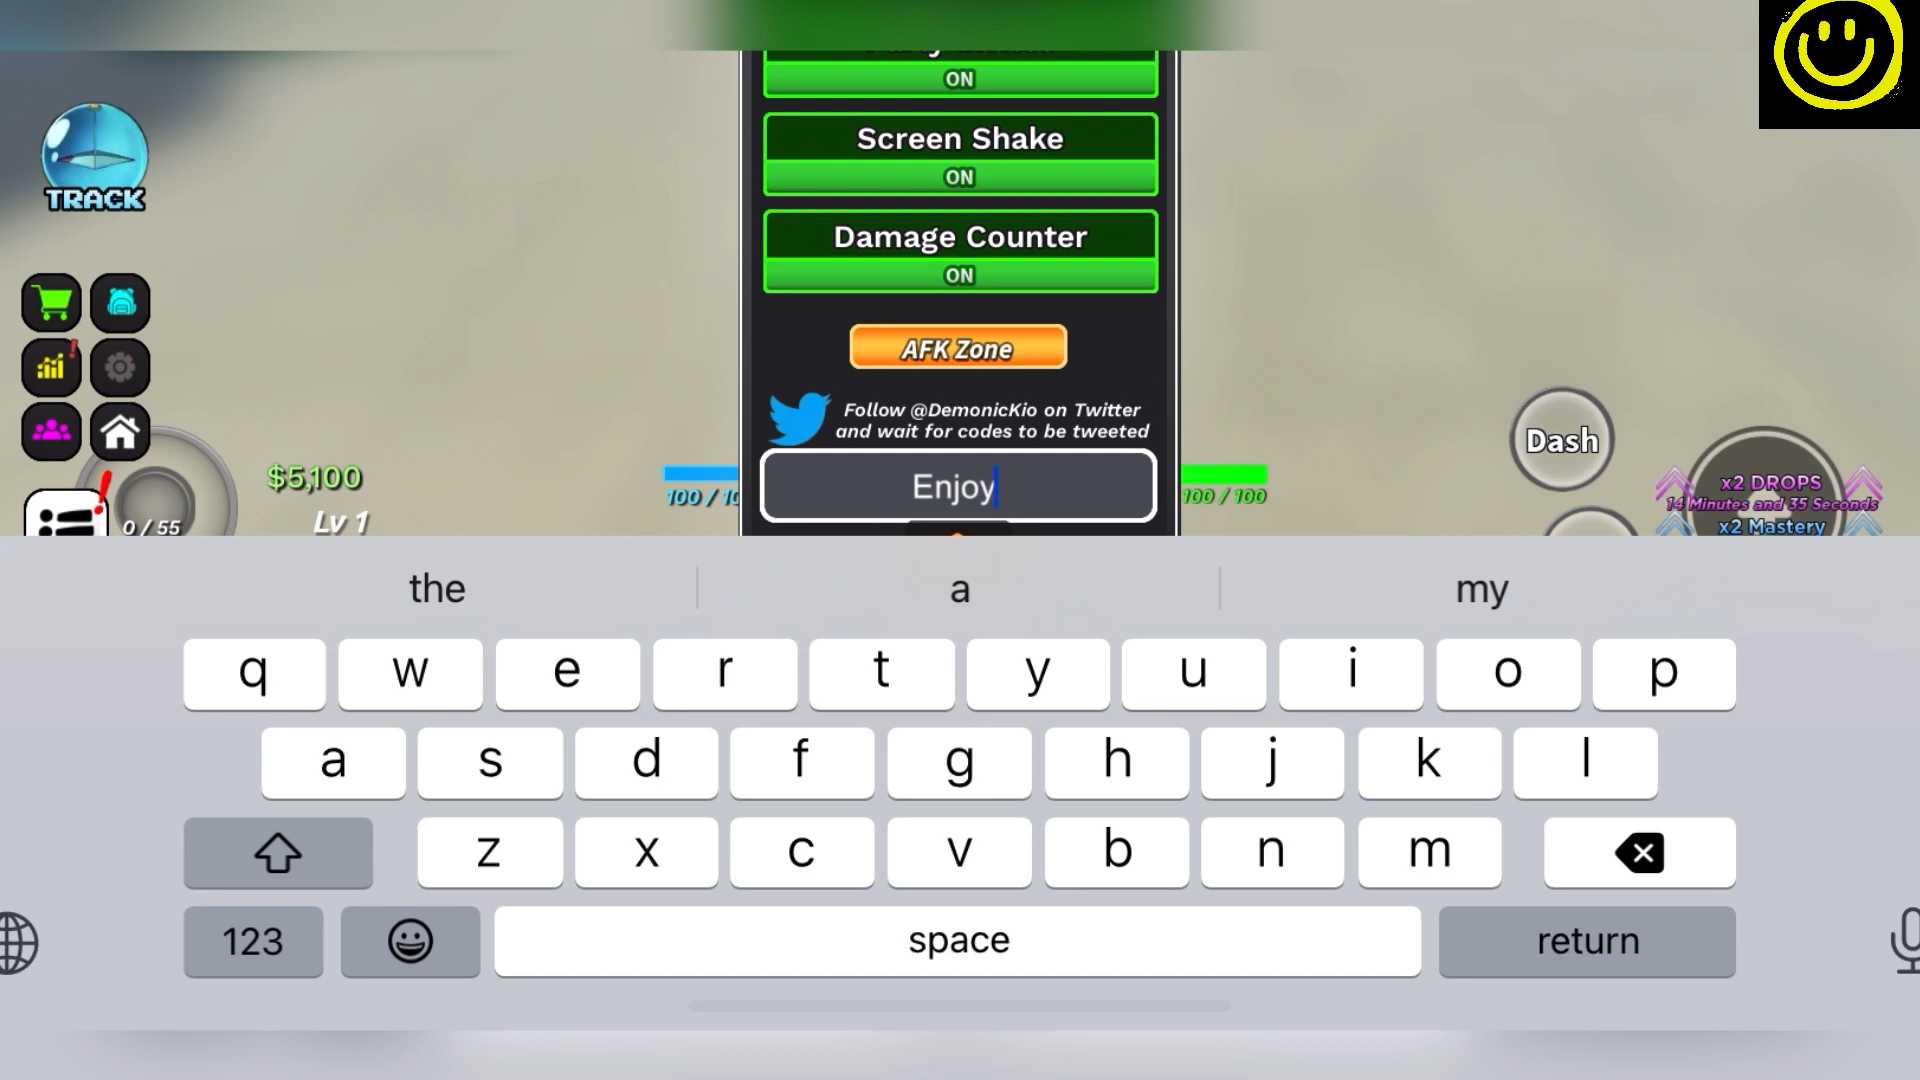 ON
Screen Shake
ON
Damage Counter
ON
AFK Zone
Follow @DemonicKio on Twitter
and wait for codes to be tweeted
Enjoy
TRACK
$5,100
Lv 1
0 / 55
100 / 10
100 / 100
Dash
x2 DROPS
14 Minutes and 35 Seconds
x2 Mastery
the a my
q w e r t y u i o p
a s d f g h j k l
z x c v b n m
123 space return